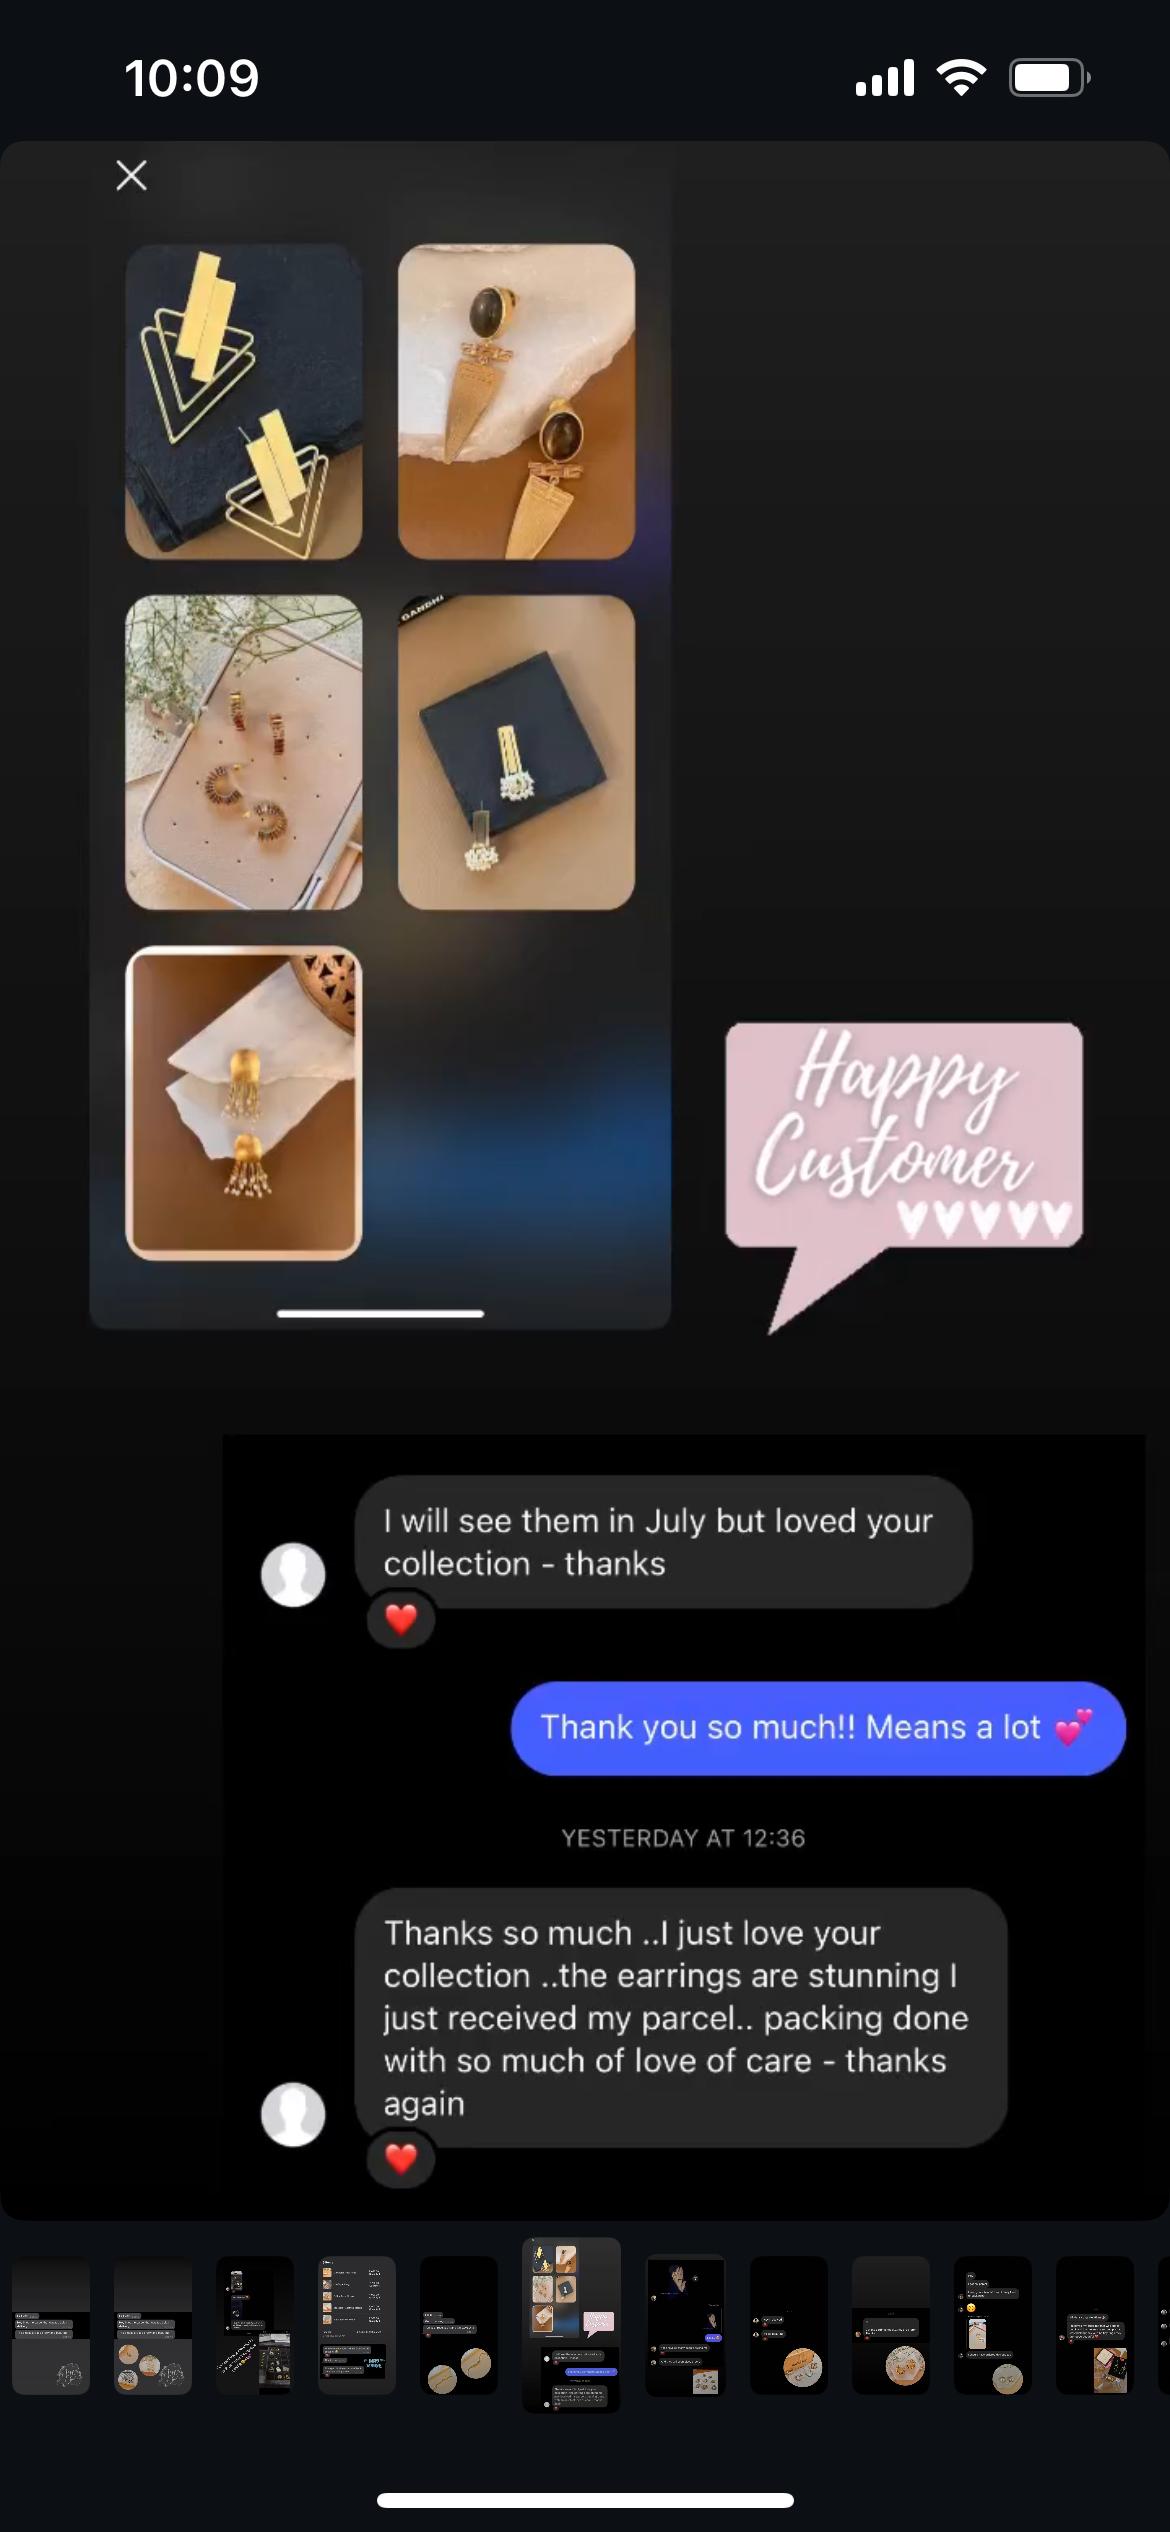 10:09
GANDHI
Happy
Customer
I will see them in July but loved your
collection - thanks
❤️
Thank you so much!! Means a lot 💕
YESTERDAY AT 12:36
Thanks so much ..I just love your
collection ..the earrings are stunning I
just received my parcel.. packing done
with so much of love of care - thanks
again
❤️